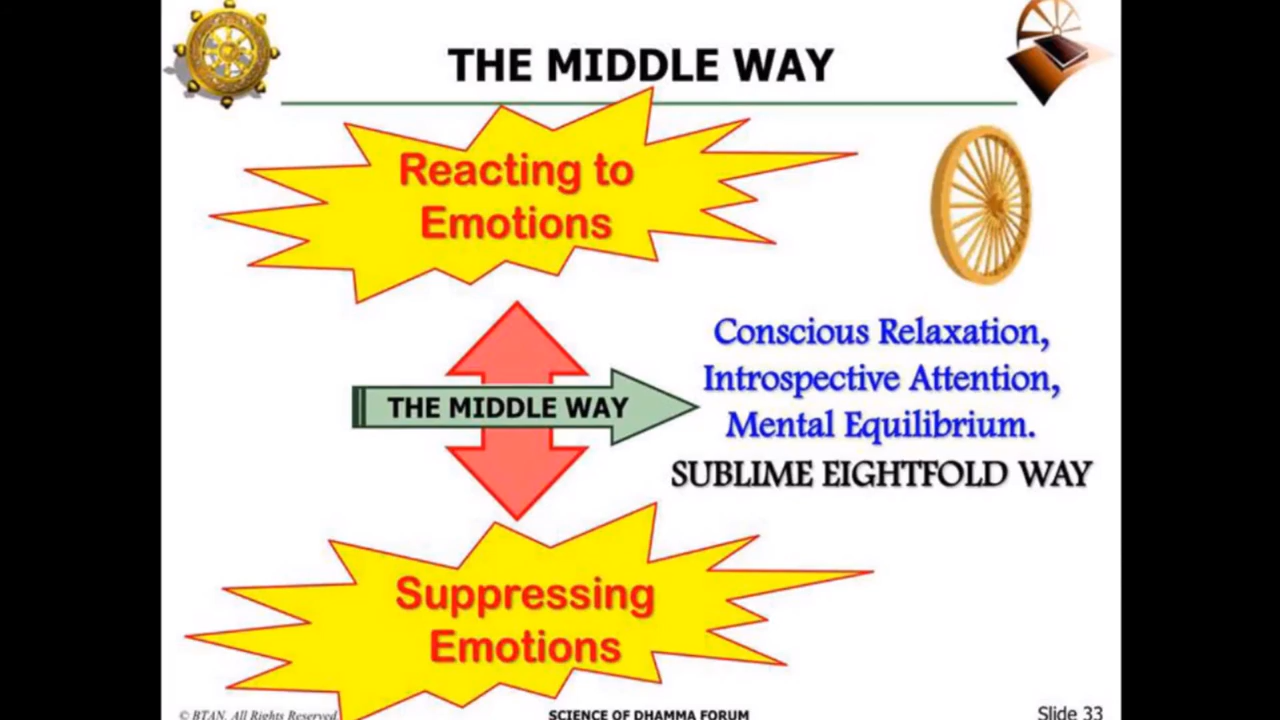 THE MIDDLE WAY
Reacting to
Emotions
Conscious Relaxation,
Introspective Attention,
THE MIDDLE WAY
Mental Equilibrium.
SUBLIME EIGHTFOLD WAY
Suppressing
Emotions
© BTAN. All Rights Reserved
SCIENCE OF DHAMMA FORUM
Slide 33